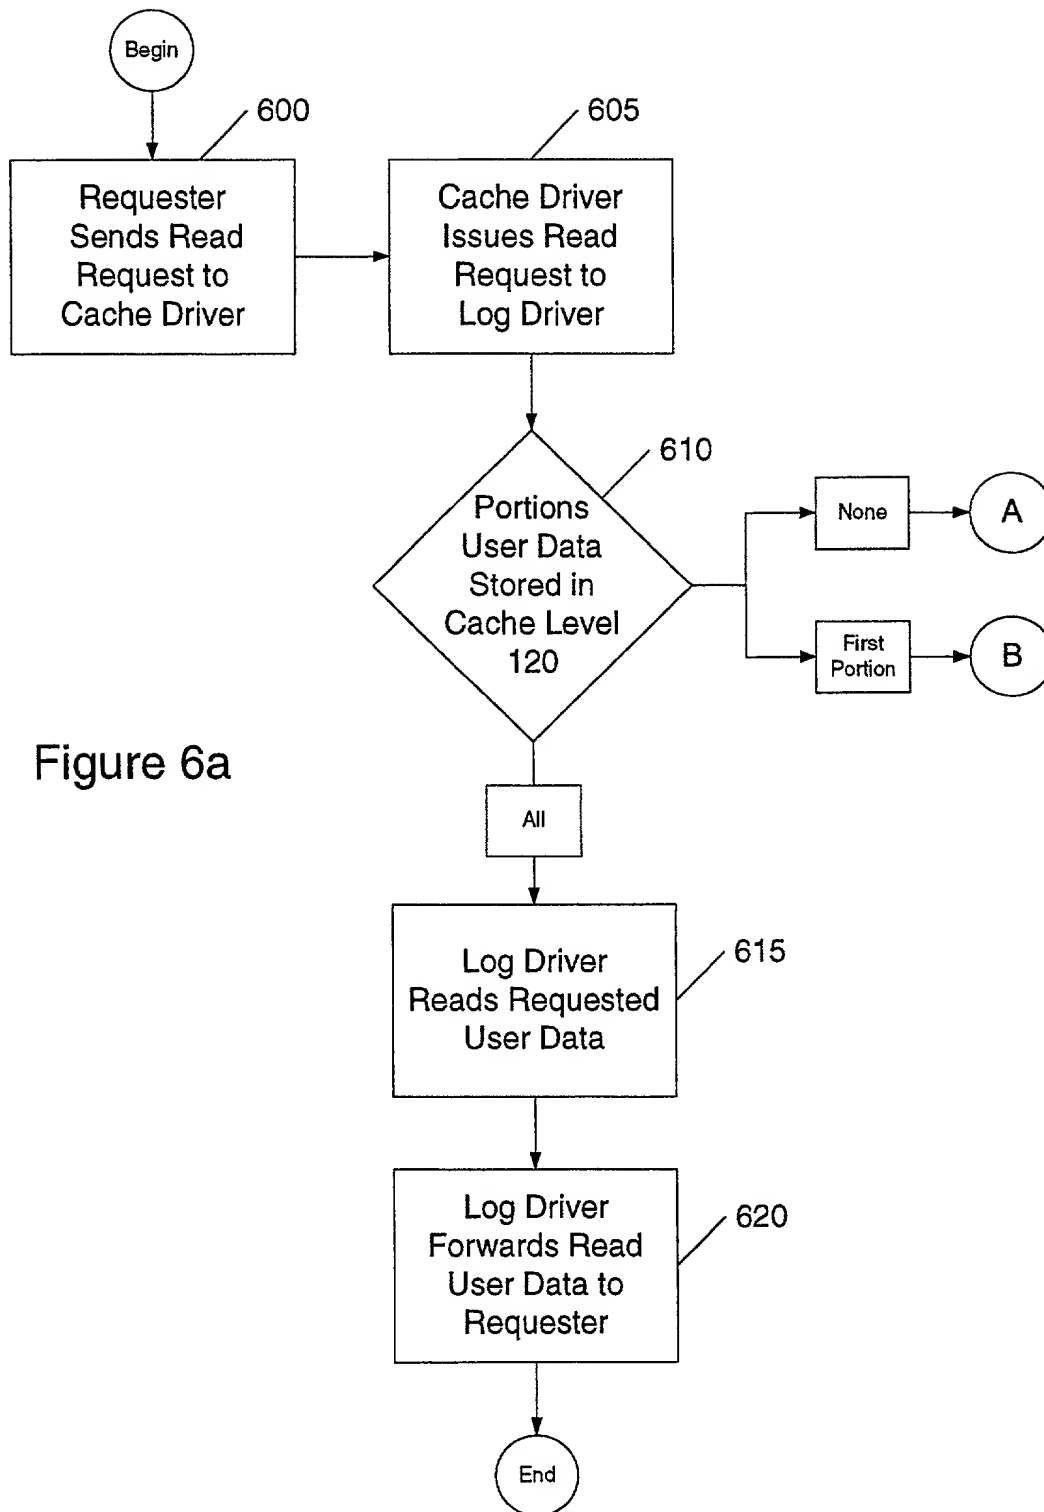 Begin
600
605
Requester
Sends Read
Request to
Cache Driver
Cache Driver
Issues Read
Request to
Log Driver
610
Portions
User Data
Stored in
Cache Level
120
None
A
First
Portion
B
Figure 6a
All
615
Log Driver
Reads Requested
User Data
620
Log Driver
Forwards Read
User Data to
Requester
End